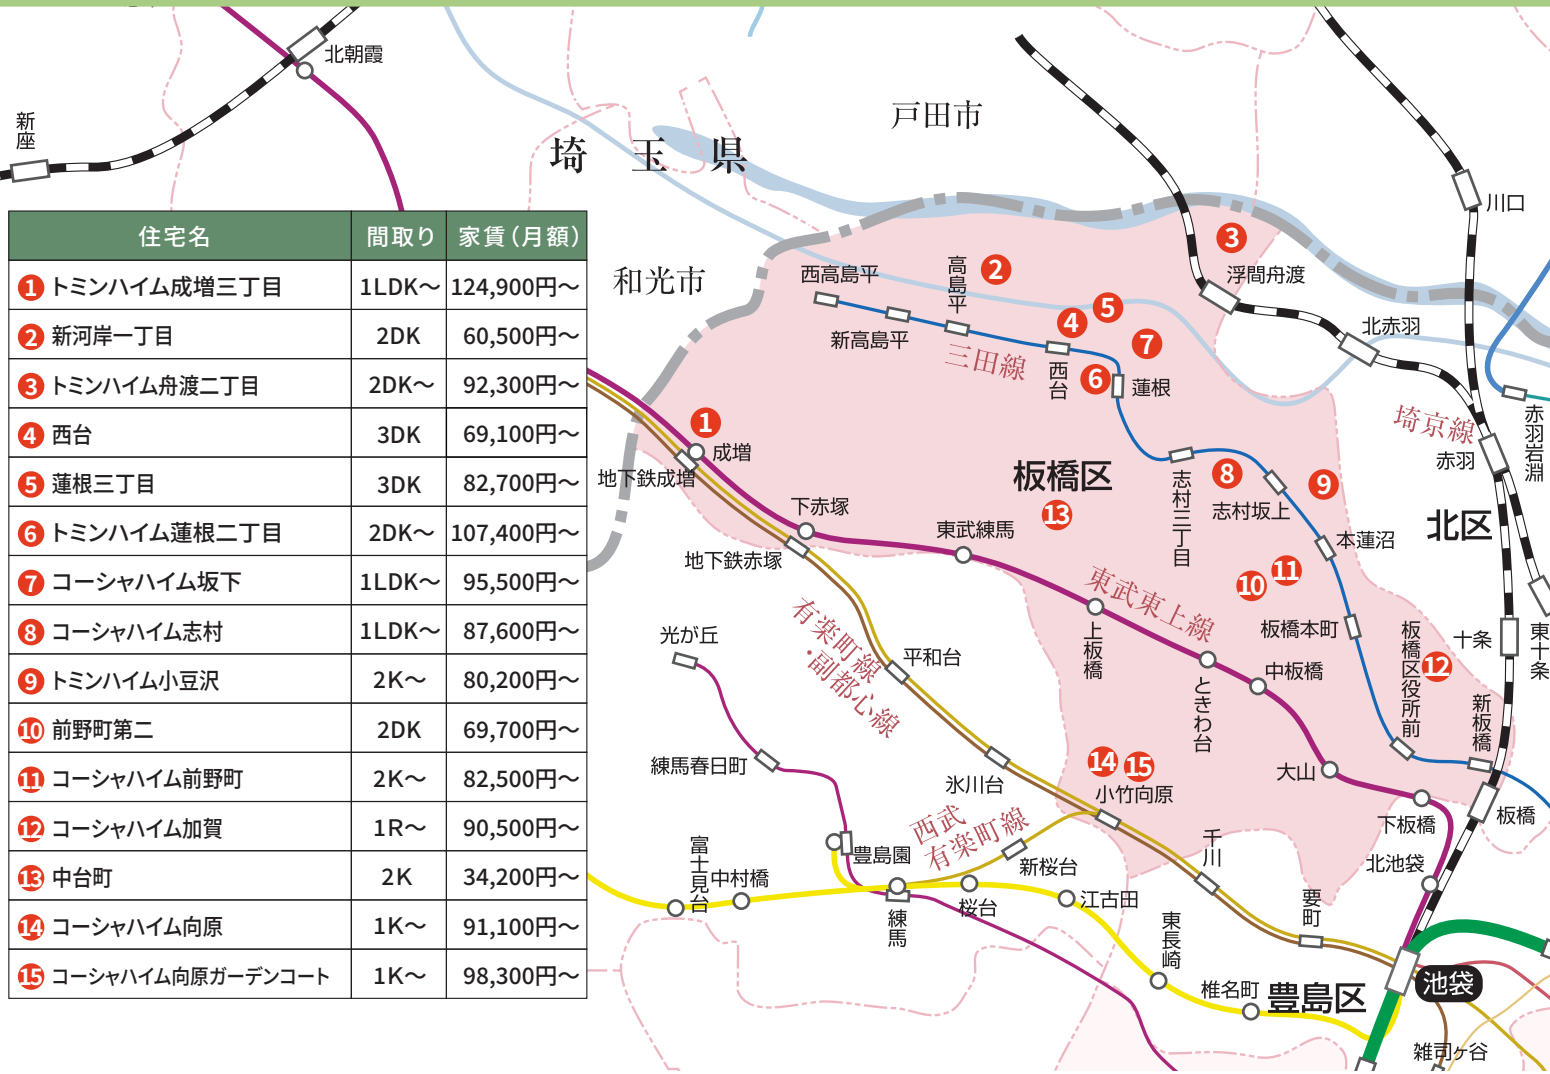 北朝霞
新座
戸田市
埼玉県
和光市
川口
住宅名 間取り 家賃（月額）
1 トミンハイム成増三丁目 1LDK～ 124,900円～
2 新河岸一丁目 2DK 60,500円～
3 トミンハイム舟渡二丁目 2DK～ 92,300円～
4 西台 3DK 69,100円～
5 蓮根三丁目 3DK 82,700円～
6 トミンハイム蓮根二丁目 2DK～ 107,400円～
7 コーシャハイム坂下 1LDK～ 95,500円～
8 コーシャハイム志村 1LDK～ 87,600円～
9 トミンハイム小豆沢 2K～ 80,200円～
10 前野町第二 2DK 69,700円～
11 コーシャハイム前野町 2K～ 82,500円～
12 コーシャハイム加賀 1R～ 90,500円～
13 中台町 2K 34,200円～
14 コーシャハイム向原 1K～ 91,100円～
15 コーシャハイム向原ガーデンコート 1K～ 98,300円～
3
浮間舟渡
西高島平
高島平
2
新高島平
三田線
4
5
7
西台
6
蓮根
北赤羽
埼京線
赤羽
赤羽岩淵
1
成増
地下鉄成増
下赤塚
地下鉄赤塚
東武練馬
板橋区
13
志村三丁目
8
志村坂上
9
本蓮沼
北区
10
11
板橋本町
東武東上線
上板橋
ときわ台
中板橋
板橋区役所前
12
新板橋
十条
東十条
有楽町線
・副都心線
光が丘
平和台
練馬春日町
氷川台
14
15
小竹向原
大山
下板橋
板橋
北池袋
千川
要町
西武
有楽町線
新桜台
豊島園
富士見台
中村橋
練馬
桜台
江古田
東長崎
椎名町
豊島区
池袋
雑司ヶ谷